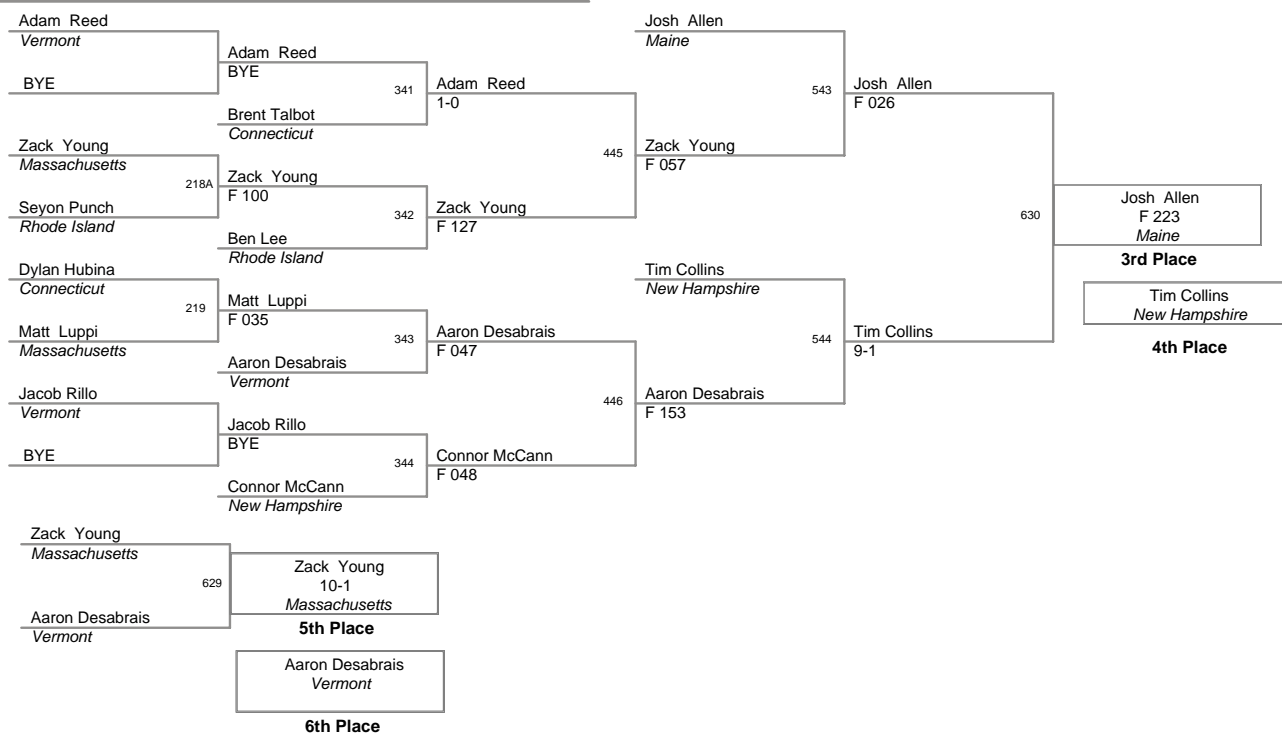 Adam Reed
Vermont
BYE
Adam Reed
BYE
341
Brent Talbot
Connecticut
Adam Reed
1-0
Zack Young
Massachusetts
218A
Seyon Punch
Rhode Island
Zack Young
F 100
342
Ben Lee
Rhode Island
Zack Young
F 127
445
Dylan Hubina
Connecticut
219
Matt Luppi
Massachusetts
Matt Luppi
F 035
343
Aaron Desabrais
Vermont
Aaron Desabrais
F 047
Jacob Rillo
Vermont
BYE
Jacob Rillo
BYE
344
Connor McCann
New Hampshire
Connor McCann
F 048
446
Josh Allen
Maine
543
Zack Young
F 057
Josh Allen
F 026
Tim Collins
New Hampshire
544
Aaron Desabrais
F 153
Tim Collins
9-1
630
Josh Allen
F 223
Maine
3rd Place
Tim Collins
New Hampshire
4th Place
Zack Young
Massachusetts
629
Aaron Desabrais
Vermont
Zack Young
10-1
Massachusetts
5th Place
Aaron Desabrais
Vermont
6th Place